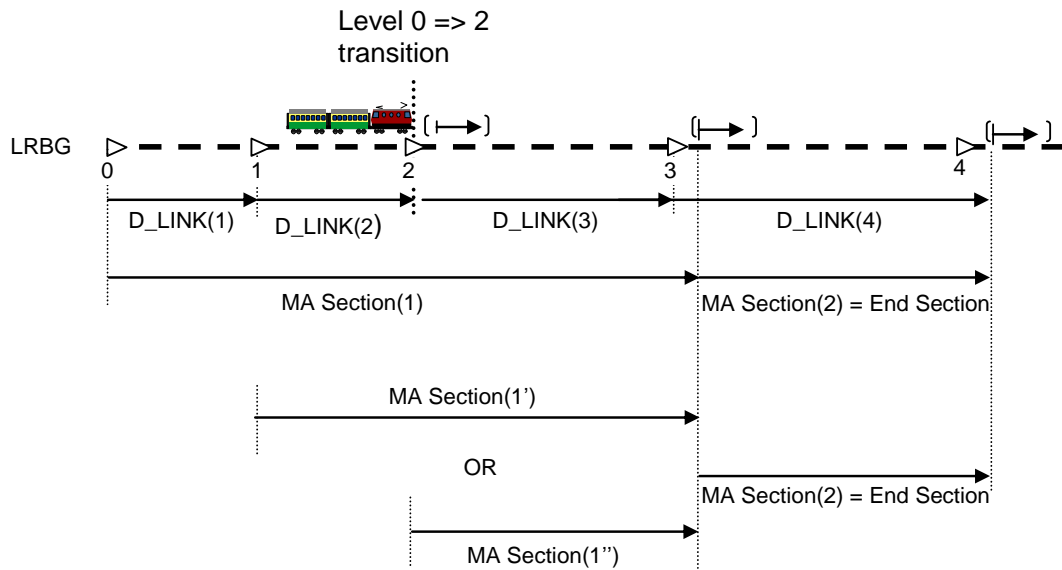 Level 0 => 2
transition
LRBG
0
1
2
3
4
D_LINK(1)
D_LINK(2)
D_LINK(3)
D_LINK(4)
MA Section(1)
MA Section(2) = End Section
MA Section(1')
OR
MA Section(2) = End Section
MA Section(1'')